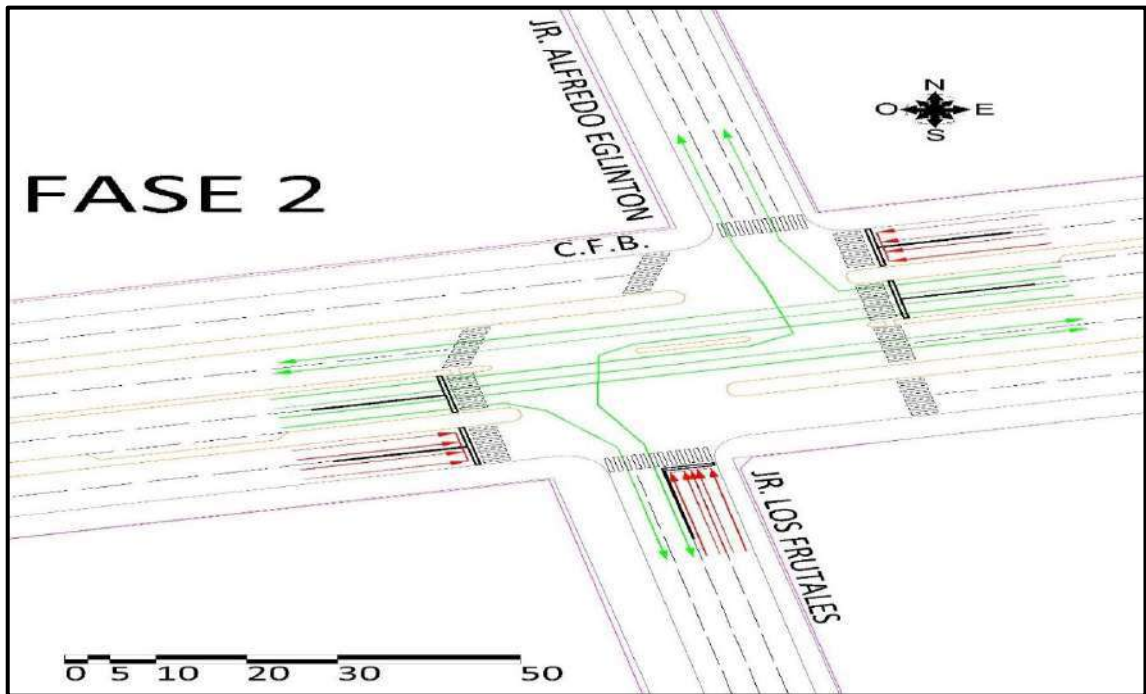 FASE 2
JR. ALFREDO EGLINTON
C.F.B.
N
O E
S
JR. LOS FRUTALES
0 5 10 20 30 50